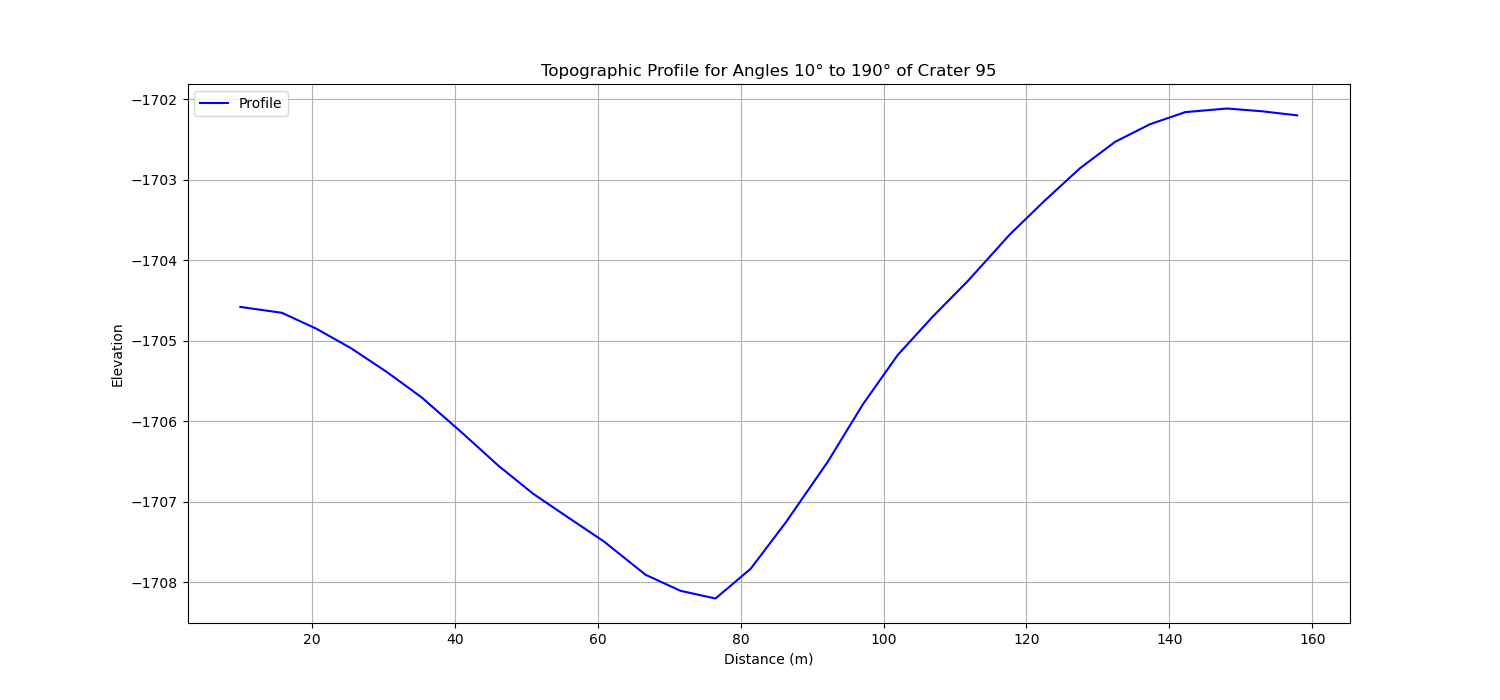 Topographic Profile for Angles 10° to 190° of Crater 95
Profile
−1702
−1703
−1704
−1705
−1706
−1707
−1708
Elevation
20 40 60 80 100 120 140 160
Distance (m)